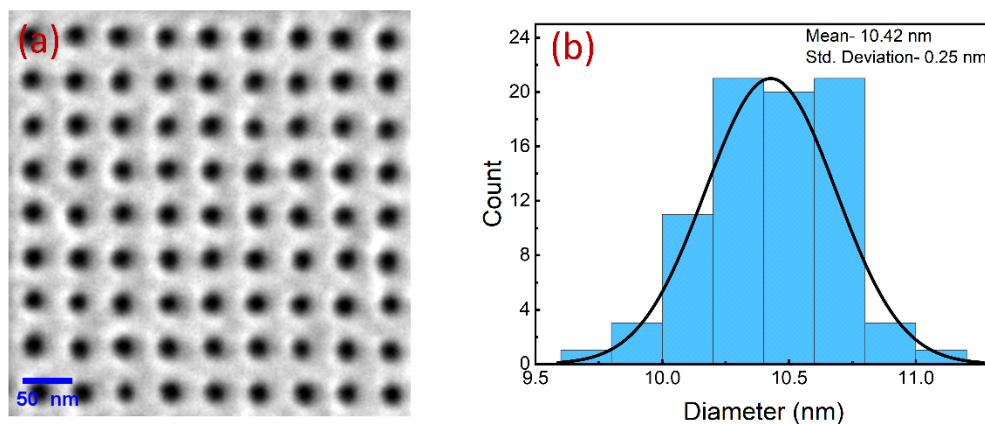 (a)
50 nm
(b)
Mean- 10.42 nm
Std. Deviation- 0.25 nm
24
20
16
12
8
4
0
Count
9.5 10.0 10.5 11.0
Diameter (nm)